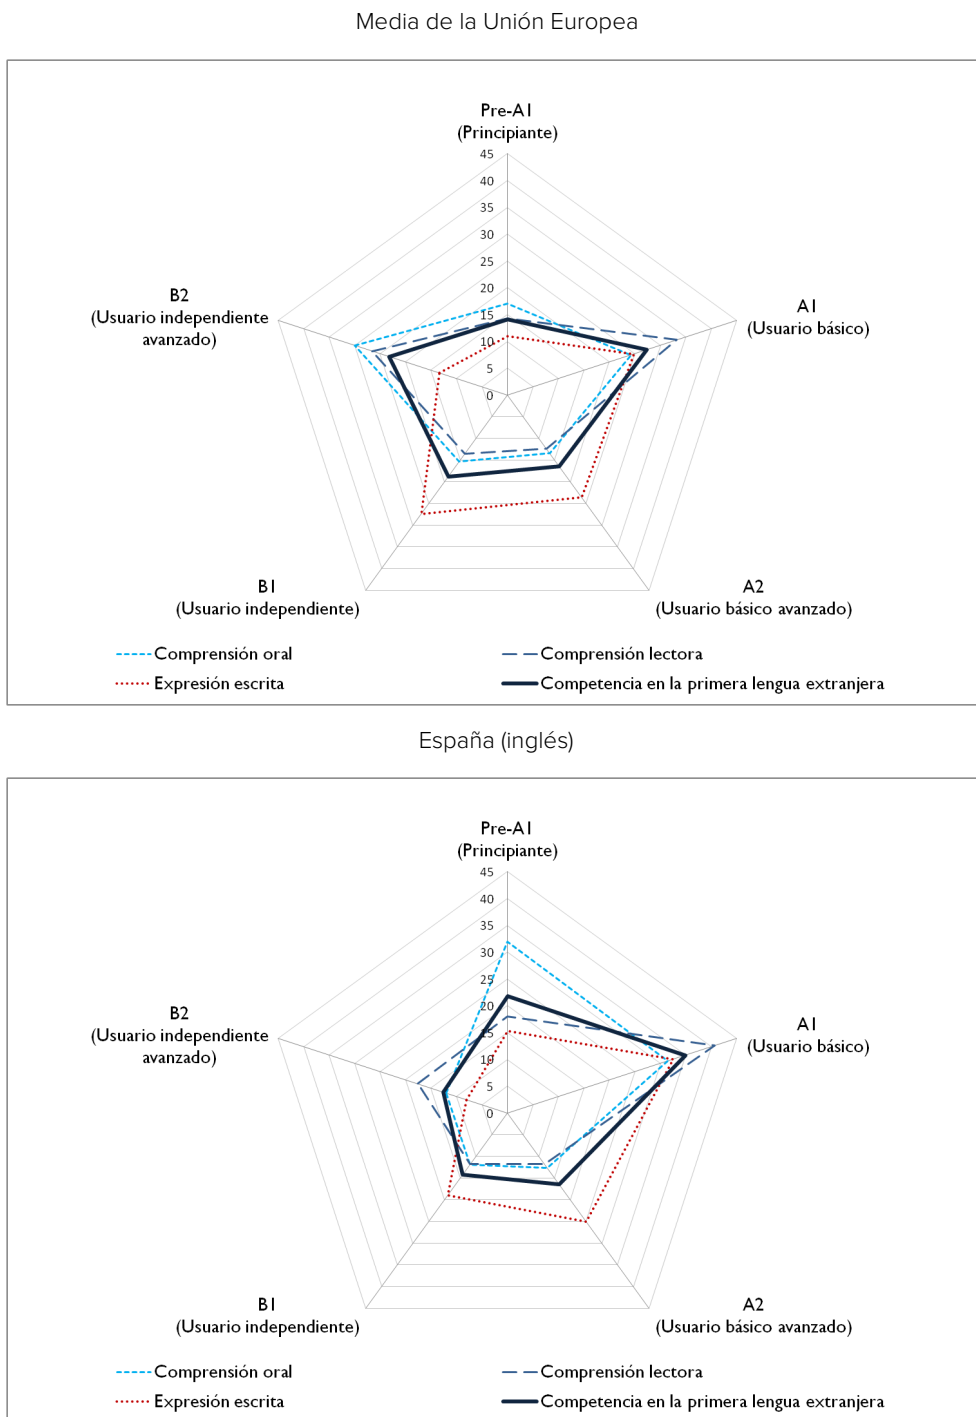 Media de la Unión Europea
Pre-A1
(Principiante)
45
40
35
30
25
20
15
10
5
0
B2
(Usuario independiente
avanzado)
A1
(Usuario básico)
B1
(Usuario independiente)
A2
(Usuario básico avanzado)
Comprensión oral
Comprensión lectora
Expresión escrita
Competencia en la primera lengua extranjera
España (inglés)
Pre-A1
(Principiante)
45
40
35
30
25
20
15
10
5
0
B2
(Usuario independiente
avanzado)
A1
(Usuario básico)
B1
(Usuario independiente)
A2
(Usuario básico avanzado)
Comprensión oral
Comprensión lectora
Expresión escrita
Competencia en la primera lengua extranjera